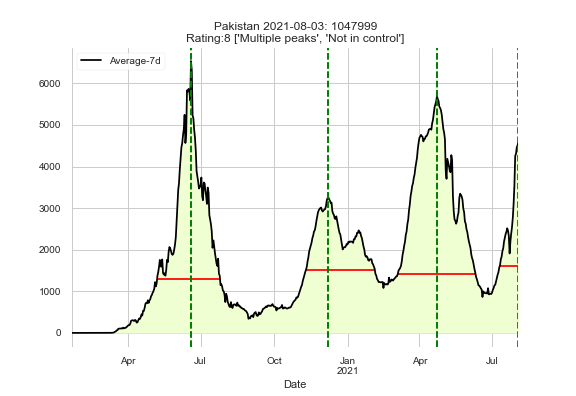 Pakistan 2021-08-03: 1047999
Rating:8 ['Multiple peaks', 'Not in control']
Average-7d
6000
5000
4000
3000
2000
1000
0
Apr Jul Oct Jan Apr Jul
2021
Date